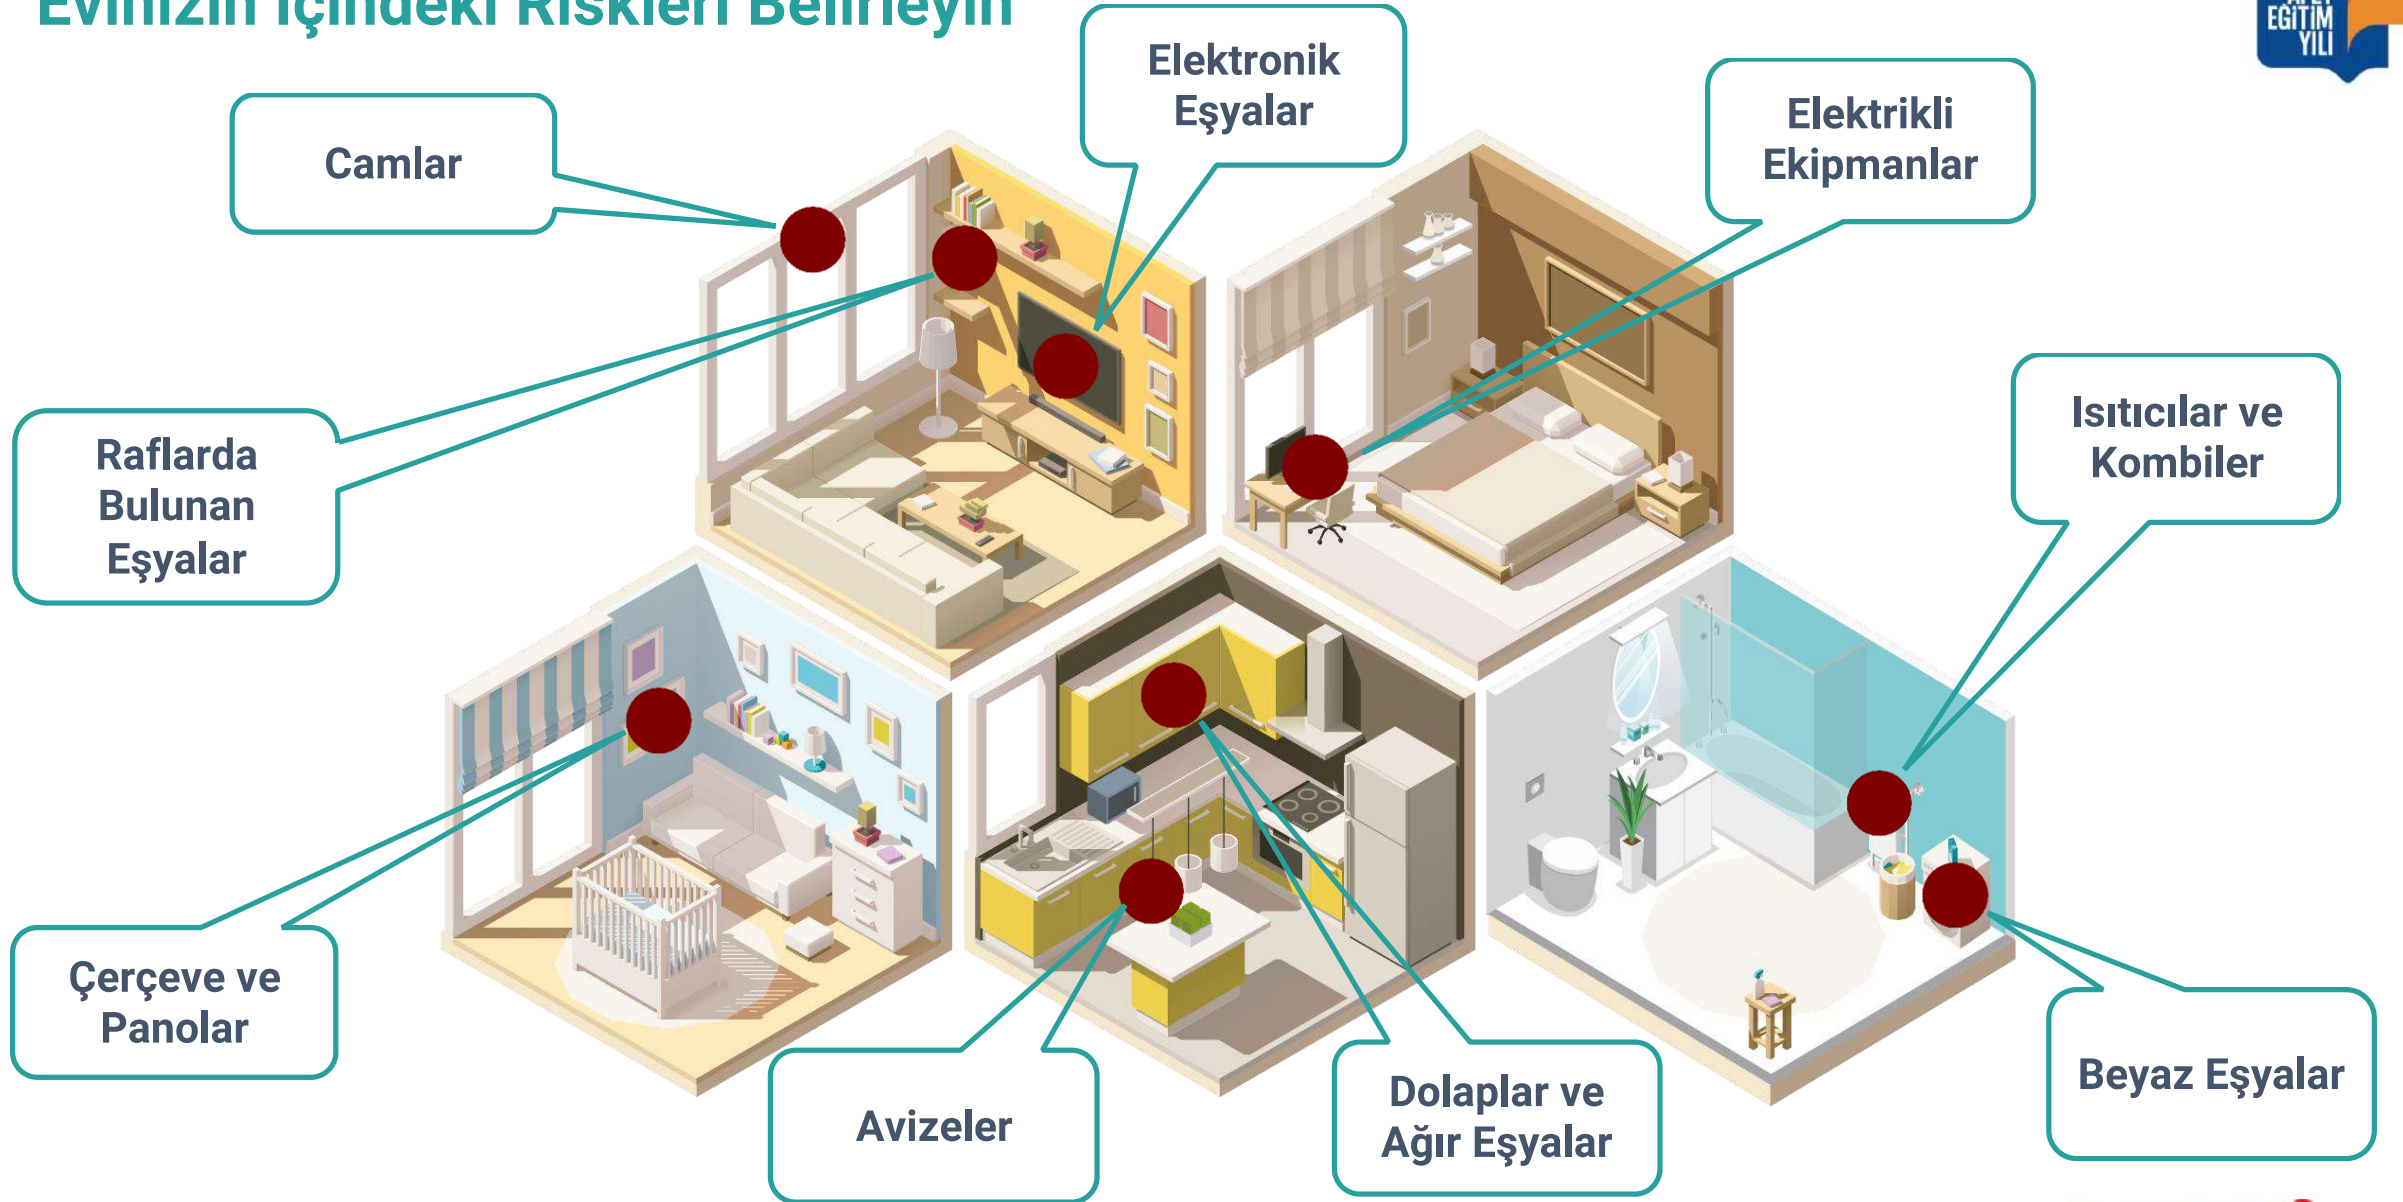 Evinizin İçindeki Riskleri Belirleyin
EĞİTİM
YILI
Elektronik
Eşyalar
Camlar
Elektrikli
Ekipmanlar
Isıtıcılar ve
Kombiler
Raflarda
Bulunan
Eşyalar
Çerçeve ve
Panolar
Avizeler
Dolaplar ve
Ağır Eşyalar
Beyaz Eşyalar